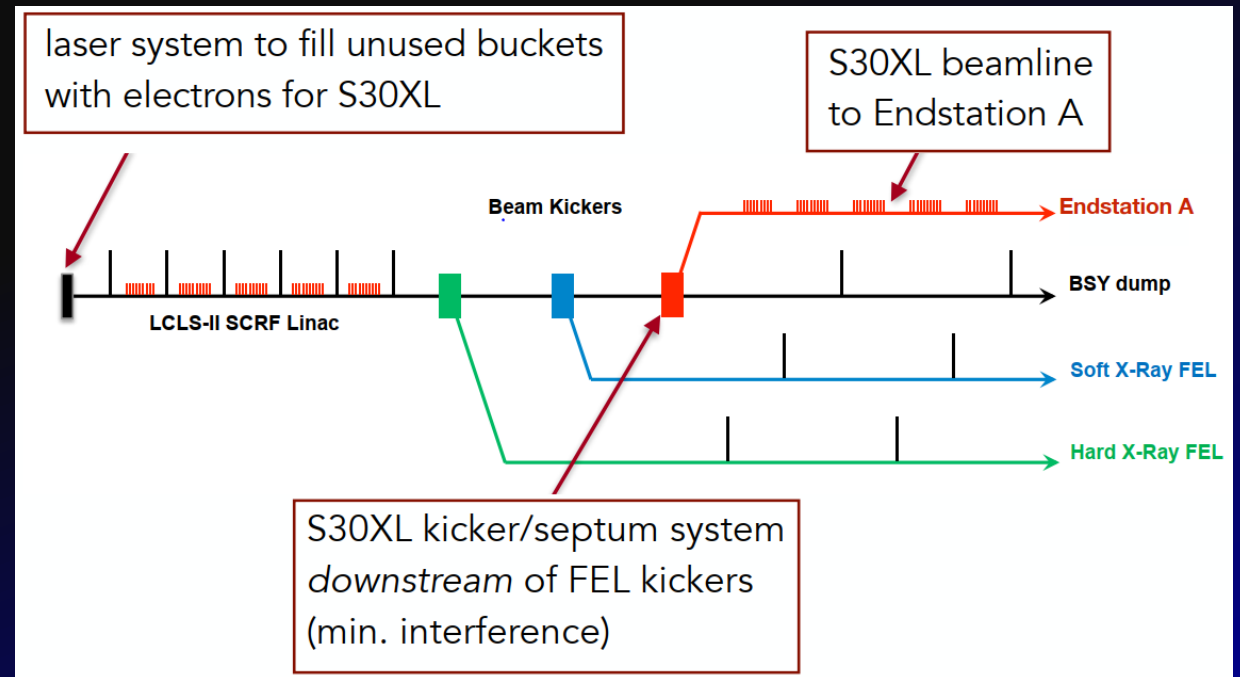 laser system to fill unused buckets
with electrons for S30XL
S30XL beamline
to Endstation A
Beam Kickers
Endstation A
BSY dump
LCLS-II SCRF Linac
Soft X-Ray FEL
Hard X-Ray FEL
S30XL kicker/septum system
downstream of FEL kickers
(min. interference)